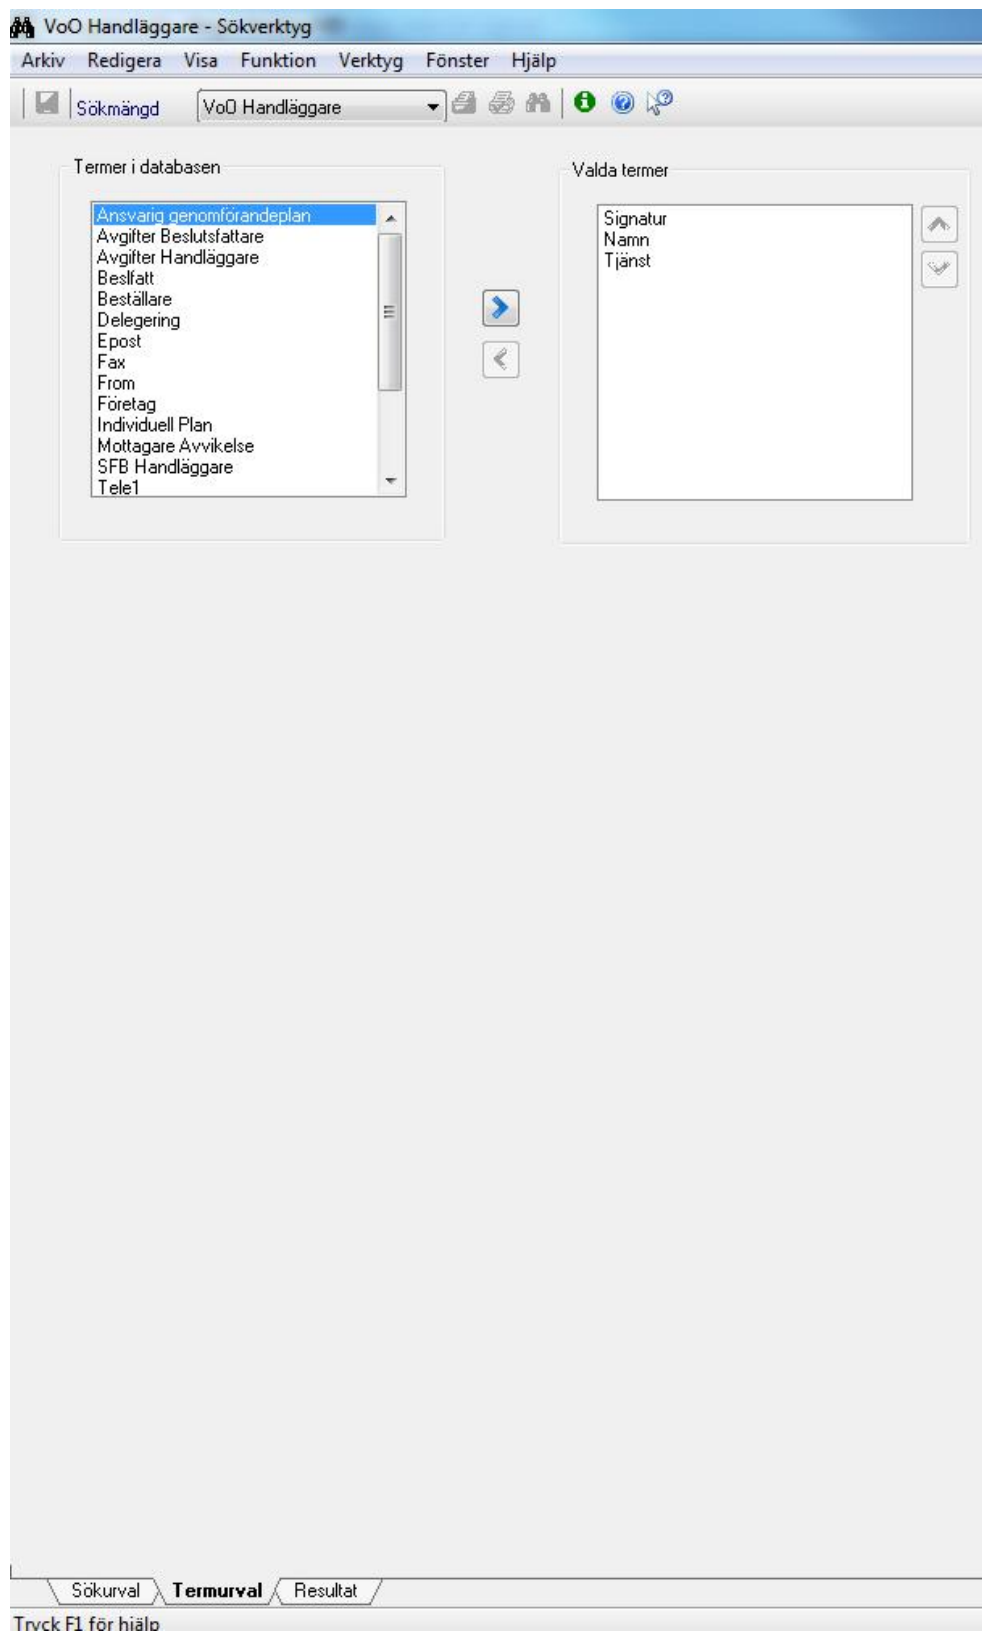 VoO Handläggare - Sökverktyg
Arkiv Redigera Visa Funktion Verktyg Fönster Hjälp
Sökmängd VoO Handläggare
Termer i databasen
Ansvarig genomförandeplan
Avgifter Beslutsfattare
Avgifter Handläggare
Beslfatt
Beställare
Delegering
Epost
Fax
From
Företag
Individuell Plan
Mottagare Avvikelse
SFB Handläggare
Tele1
Valda termer
Signatur
Namn
Tjänst
Sökurval Termurval Resultat
Tryck F1 för hjälp